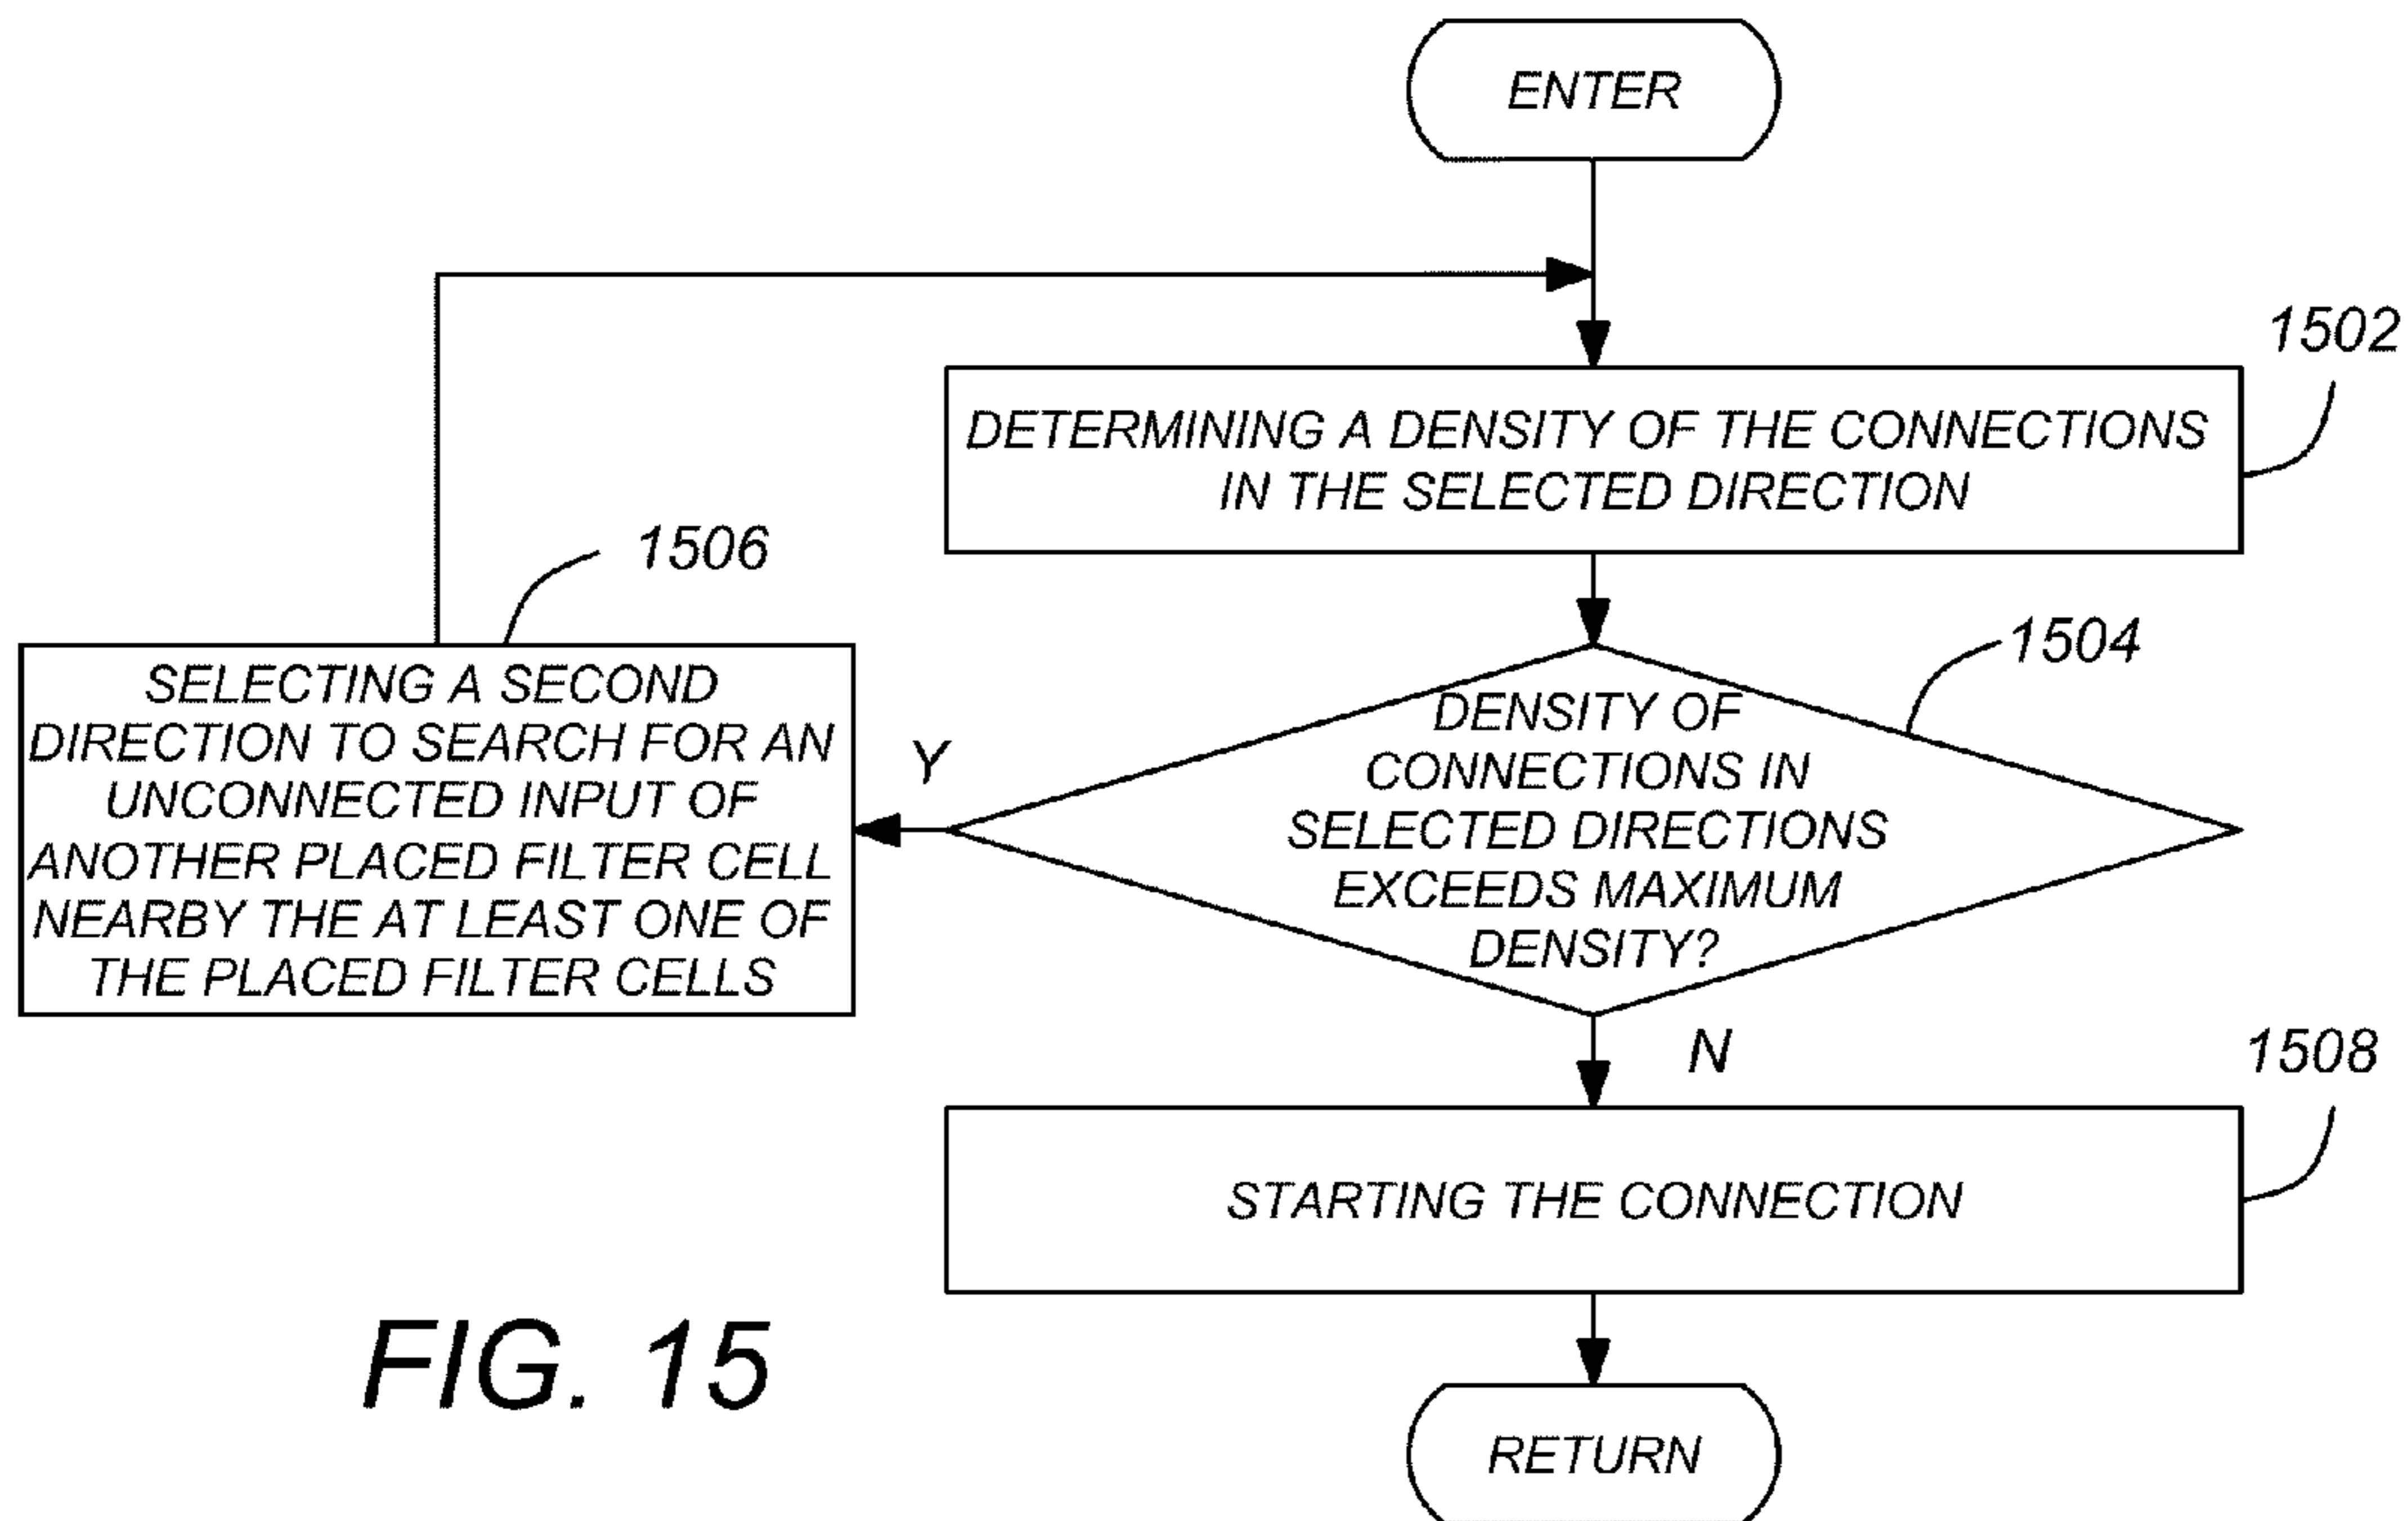 ENTER
1502
DETERMINING A DENSITY OF THE CONNECTIONS
IN THE SELECTED DIRECTION
1506
1504
SELECTING A SECOND
DIRECTION TO SEARCH FOR AN
UNCONNECTED INPUT OF
ANOTHER PLACED FILTER CELL
NEARBY THE AT LEAST ONE OF
THE PLACED FILTER CELLS
Y
DENSITY OF
CONNECTIONS IN
SELECTED DIRECTIONS
EXCEEDS MAXIMUM
DENSITY?
N
1508
STARTING THE CONNECTION
FIG. 15
RETURN